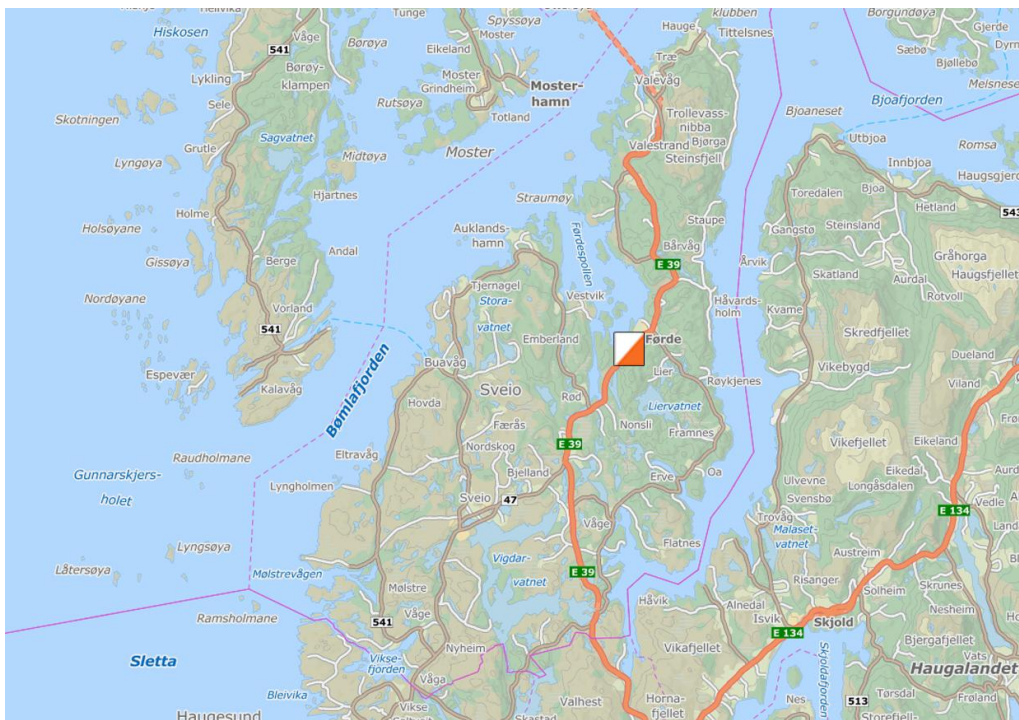 Hiskosen
Våge
541
Børøya
Tunge
Spyssøya
Moster
Eikeland
Hauge
klubben
Tittelsnes
Borgundøya
Gjerde
Sæbø
Bjøllebø
Lykling
Børøy-
klampen
Moster
Grindheim
Moster-
hamn
Træ
Valevåg
Bjoafjorden
Sele
Rutsøya
Totland
Trollevass-
nibba
Bjoaneset
Skotningen
Sagvatnet
Utbjoa
Grutle
Midtøya
Moster
Valestrand
Bjørga
Steinsfjell
Romsa
Lyngøya
Innbjoa
Hjartnes
Straumøy
Toredalen
Bjoa
Haugsgjerd
Holme
Auklands-
hamn
Førdespollen
Staupe
Gangstø
Steinsland
Hetland
543
Holsøyane
Andal
Bårvåg
Gråhorga
Gissøya
Berge
E 39
Årvik
Skatland
Aurdal
Haugsfjellet
Nordøyane
Tjernagel
Vestvik
Rotvoll
Vorland
Stora-
vatnet
Håvards-
holm
Kvame
541
Emberland
Førde
Skredfjellet
Dueland
Espevær
Bømlafjorden
Buavåg
Lier
Vikebygd
Kalavåg
Sveio
Røykjenes
Viland
Hovda
Rød
Liervatnet
Færås
Nonsli
Framnes
Vikefjellet
Eikeland
Eltravåg
Nordskog
E 39
Raudholmane
Bjelland
Erve
Oa
Eikedal
Gunnarskjers-
holet
Lyngholmen
Ulvevne
Longåsdalen
Svensbø
Vedle
Sveio
47
Våge
Trovåg
E 134
Malaset-
vatnet
Lyngsøya
Flatnes
Austreim
Låtersøya
Vigdar-
vatnet
Mølstrevågen
E 39
Risanger
Solheim
Skrunes
Mølstre
Håvik
Alnedal
Ramsholmane
Våge
Isvik
Skjold
Nesheim
541
E 134
Nyheim
Vikafjellet
Bjergafjellet
Sletta
Vikse-
fjorden
Skjoldafjorden
Vats
Haugalandet
Våga
Bleivika
Valhest
Horna-
fjellet
Nes
513
Tørsdal
Frøland
Vikse
Haugesund
Skastad